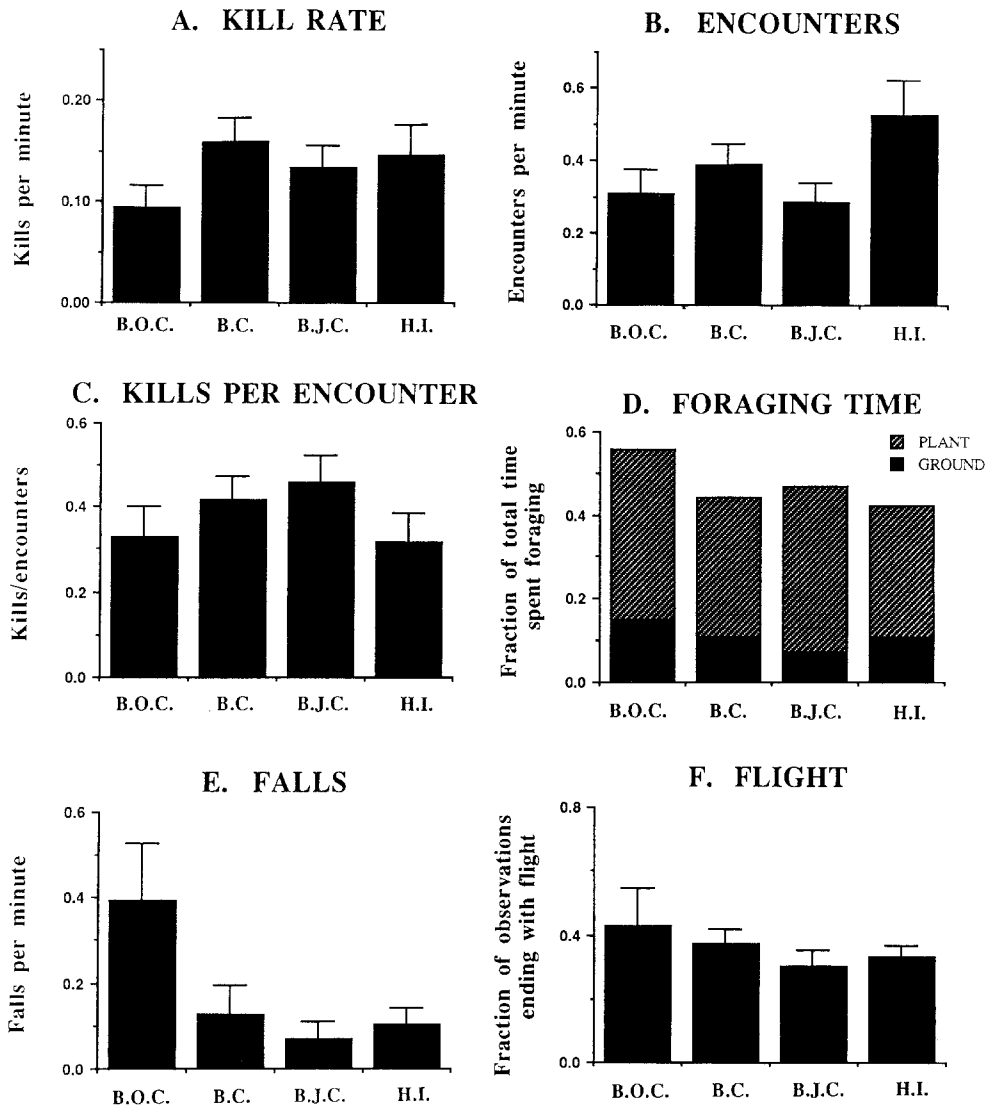 A. KILL RATE
Kills per minute
0.20
0.10
0.00
B.O.C. B.C. B.J.C. H.I.
B. ENCOUNTERS
Encounters per minute
0.6
0.4
0.2
0.0
B.O.C. B.C. B.J.C. H.I.
C. KILLS PER ENCOUNTER
Kills/encounters
0.6
0.4
0.2
0.0
B.O.C. B.C. B.J.C. H.I.
D. FORAGING TIME
Fraction of total time
spent foraging
0.6
0.4
0.2
0.0
PLANT
GROUND
B.O.C. B.C. B.J.C. H.I.
E. FALLS
Falls per minute
0.6
0.4
0.2
0.0
B.O.C. B.C. B.J.C. H.I.
F. FLIGHT
Fraction of observations
ending with flight
0.8
0.4
0.0
B.O.C. B.C. B.J.C. H.I.